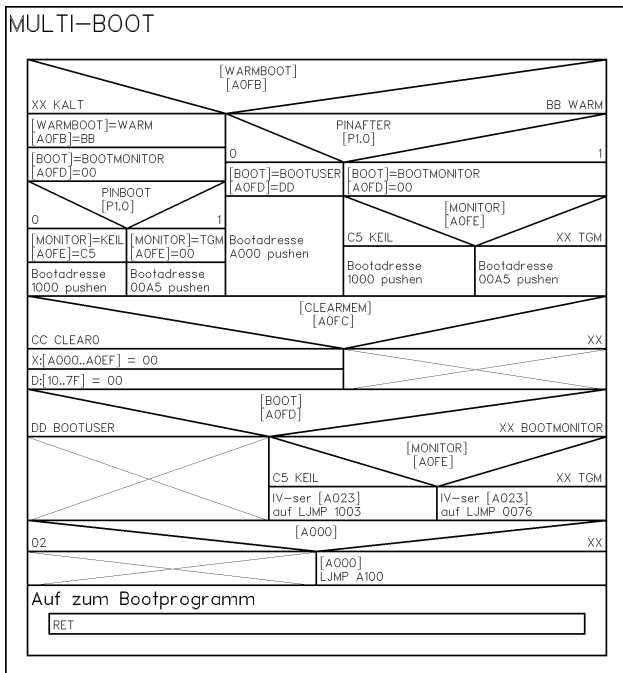 MULTI-BOOT
[WARMBOOT]
[A0FB]
XX KALT
BB WARM
[WARMBOOT]=WARM
[A0FB]=BB
[BOOT]=BOOTMONITOR
[A0FD]=00
PINBOOT
[P1.0]
0
1
[MONITOR]=KEIL
[A0FE]=C5
[MONITOR]=TGM
[A0FE]=00
Bootadresse
1000 pushen
Bootadresse
00A5 pushen
PINAFTER
[P1.0]
0
1
[BOOT]=BOOTUSER
[A0FD]=DD
Bootadresse
A000 pushen
[BOOT]=BOOTMONITOR
[A0FD]=00
[MONITOR]
[A0FE]
C5 KEIL
XX TGM
Bootadresse
1000 pushen
Bootadresse
00A5 pushen
[CLEARMEM]
[A0FC]
CC CLEAR0
XX
X:[A000..A0EF] = 00
D:[10..7F] = 00
[BOOT]
[A0FD]
DD BOOTUSER
XX BOOTMONITOR
[MONITOR]
[A0FE]
C5 KEIL
XX TGM
IV-ser [A023]
auf LJMP 1003
IV-ser [A023]
auf LJMP 0076
[A000]
02
XX
[A000]
LJMP A100
Auf zum Bootprogramm
RET